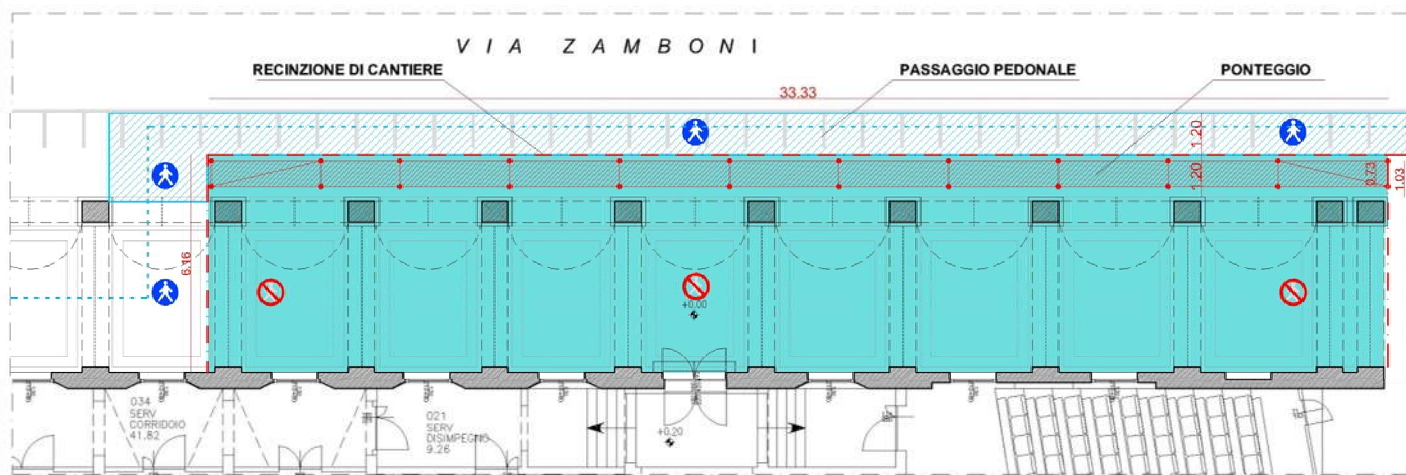 VIA ZAMBONI
RECINZIONE DI CANTIERE
PASSAGGIO PEDONALE
PONTEGGIO
33.33
1.20
1.20
0.73
1.03
6.16
+0.00
034
SERV
CORRIDOIO
41.82
021
SERV
DISIMPEGNO
9.26
+0.20